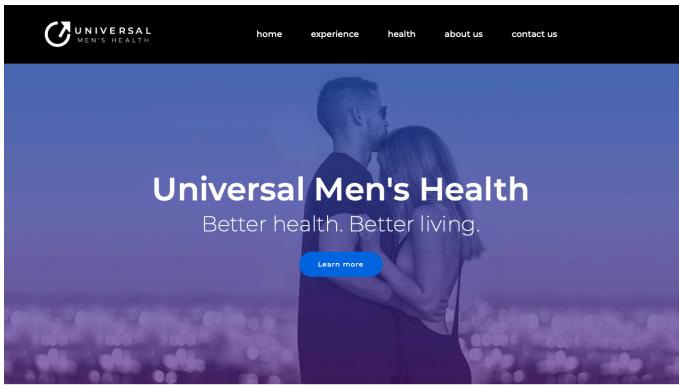 UNIVERSAL
MEN'S HEALTH
home experience health about us contact us
Universal Men's Health
Better health. Better living.
Learn more